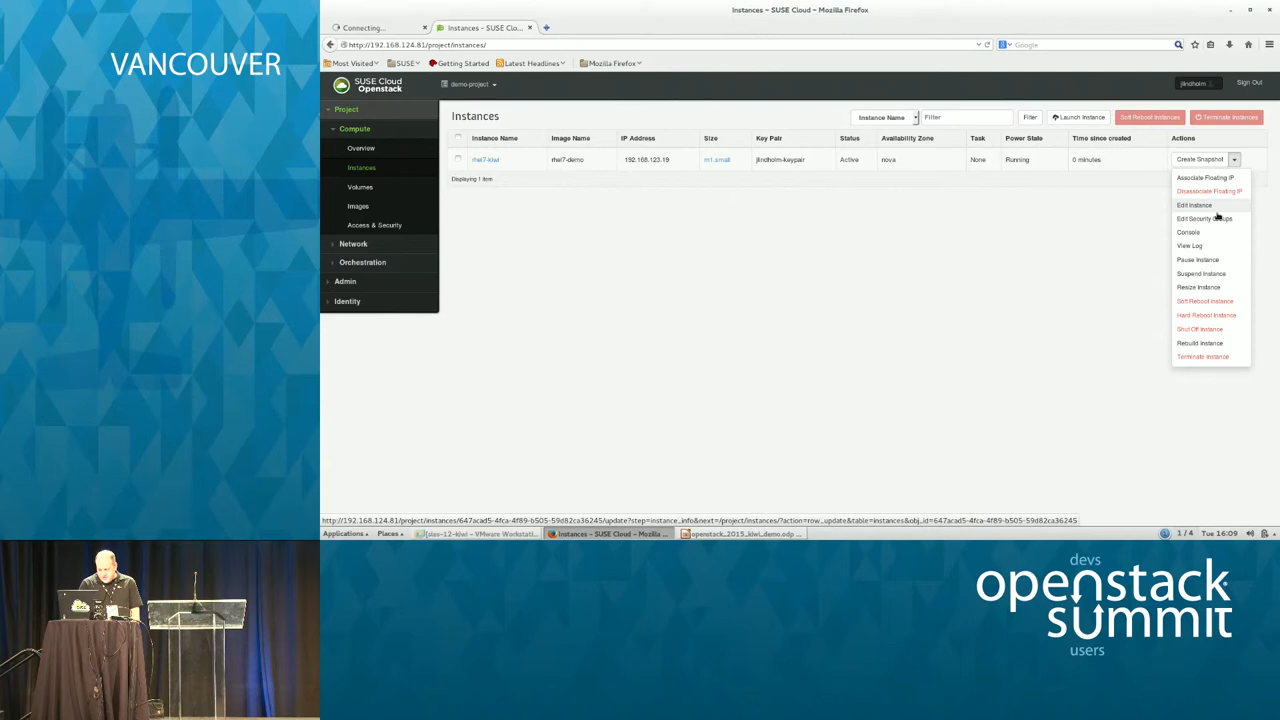 VANCOUVER
Instances – SUSE Cloud – Mozilla Firefox
Connecting...
Instances – SUSE Clo...
http://192.168.124.81/project/instances/
Google
Most Visited
SUSE
Getting Started
Latest Headlines
Mozilla Firefox
SUSE Cloud
Openstack
demo-project
jlindholm
Sign Out
Project
Compute
Overview
Instances
Volumes
Images
Access & Security
Network
Orchestration
Admin
Identity
Instances
Instance Name
Filter
Filter
Launch Instance
Soft Reboot Instances
Terminate Instances
Instance Name Image Name IP Address Size Key Pair Status Availability Zone Task Power State Time since created Actions
rhel7-kiwi rhel7-demo 192.168.123.19 m1.small jlindholm-keypair Active nova None Running 0 minutes Create Snapshot
Displaying 1 item
Associate Floating IP
Disassociate Floating IP
Edit Instance
Edit Security Groups
Console
View Log
Pause Instance
Suspend Instance
Resize Instance
Soft Reboot Instance
Hard Reboot Instance
Shut Off Instance
Rebuild Instance
Terminate Instance
http://192.168.124.81/project/instances/647acad5-4fca-4f89-b505-59d82ca36245/update?step=instance_info&next=/project/instances/?action=row_update&table=instances&obj_id=647acad5-4fca-4f89-b505-59d82ca36245
Applications
Places
[sles-12-kiwi – VMware Workstati...
Instances – SUSE Cloud – Mozilla ...
openstack_2015_kiwi_demo.odp ...
1 / 4
Tue 16:09
devs
openstack
summit
users